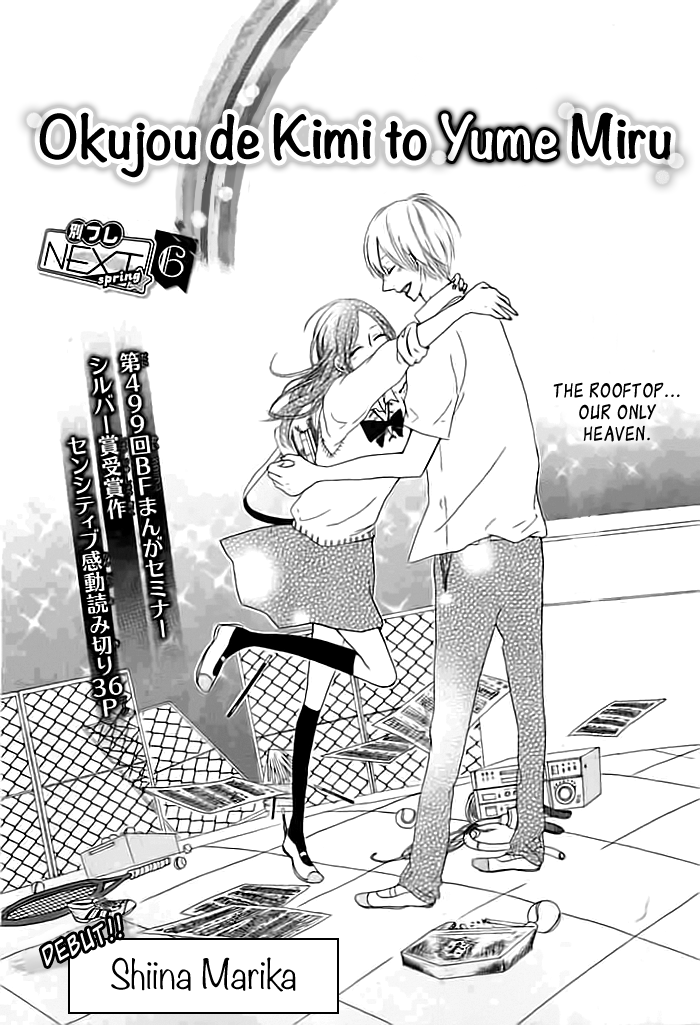 Okujou de Kimi to Yume Miru
別フレ
NEXT
spring
6
第499回BFまんがセミナー
シルバー賞受賞作
センシティブ感動読み切り36P
THE ROOFTOP...
OUR ONLY
HEAVEN.
DEBUT!!
Shiina Marika